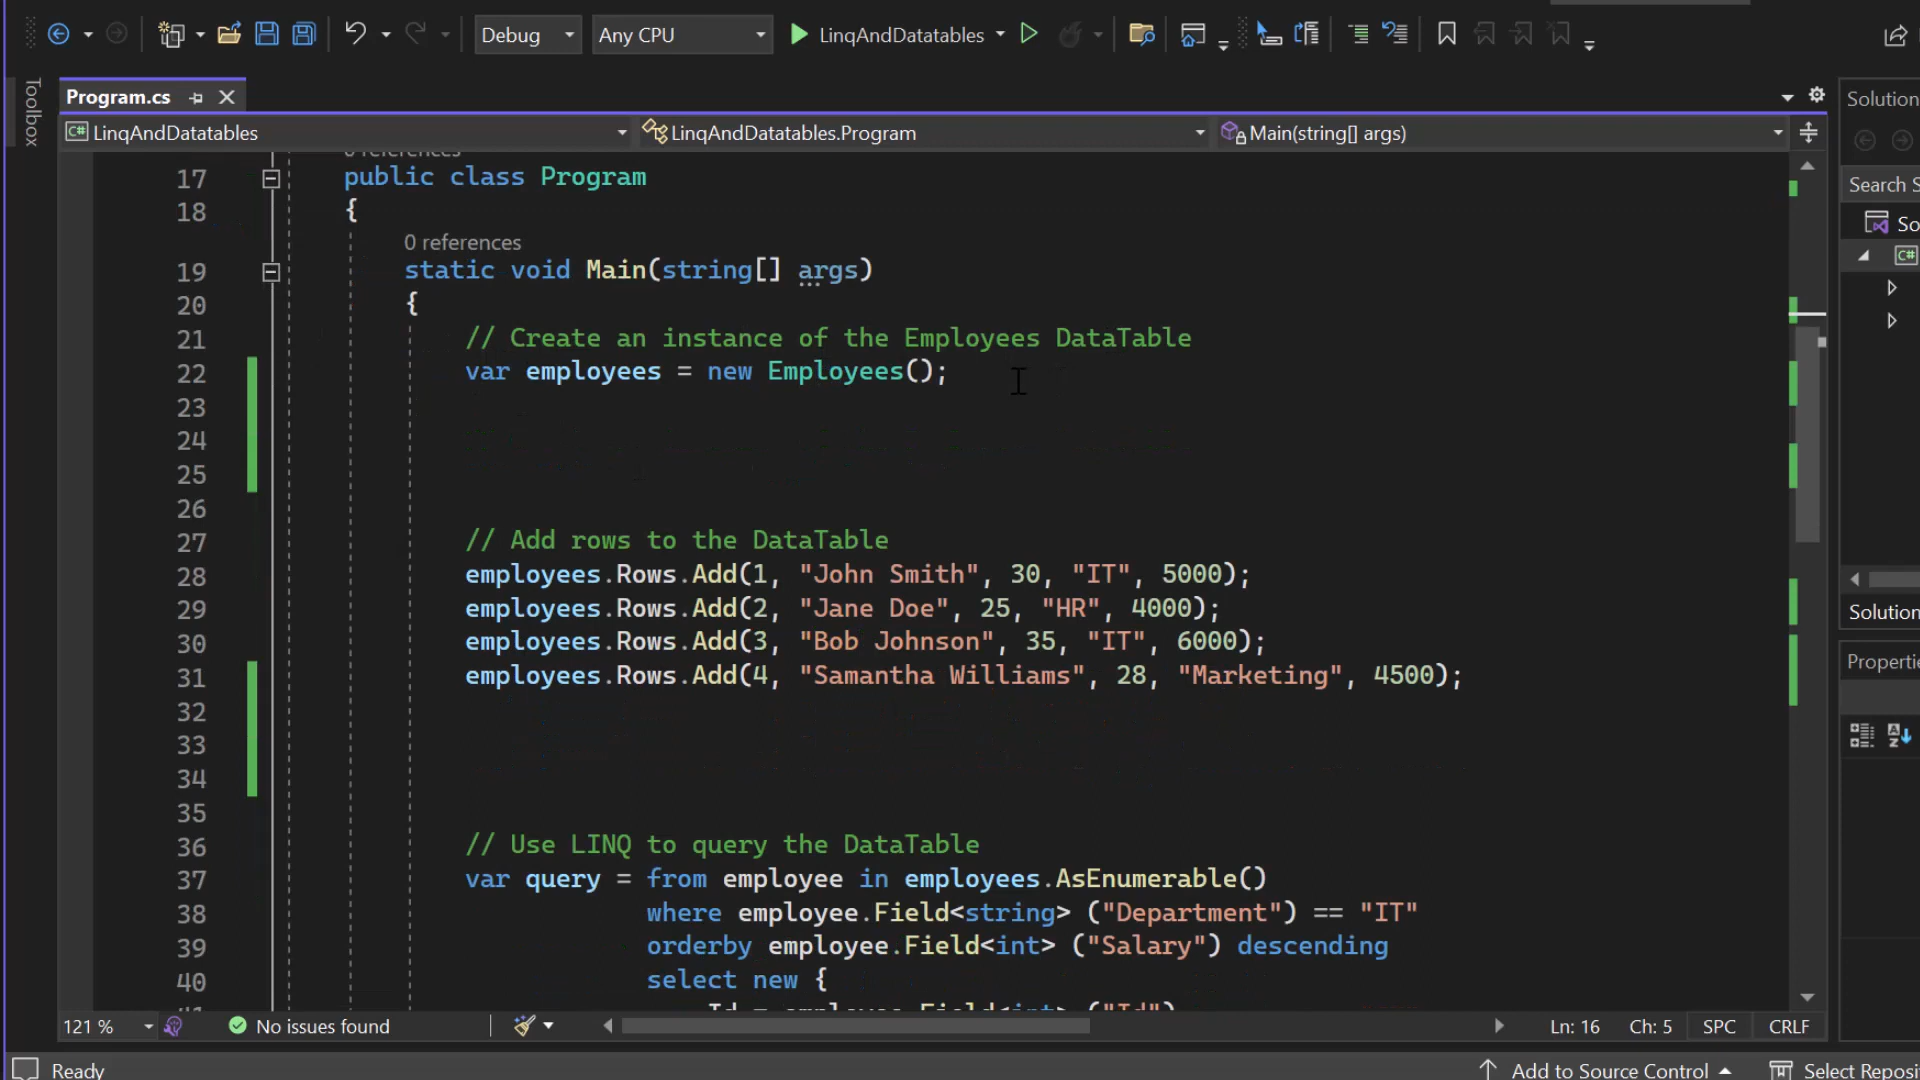 Debug
Any CPU
LinqAndDatatables
Toolbox
Program.cs
Solution
LinqAndDatatables
LinqAndDatatables.Program
Main(string[] args)
Search S
So
17 public class Program
18 {
0 references
19 static void Main(string[] args)
20 {
21 // Create an instance of the Employees DataTable
22 var employees = new Employees();
23
24
25
26
27 // Add rows to the DataTable
28 employees.Rows.Add(1, "John Smith", 30, "IT", 5000);
29 employees.Rows.Add(2, "Jane Doe", 25, "HR", 4000);
30 employees.Rows.Add(3, "Bob Johnson", 35, "IT", 6000);
31 employees.Rows.Add(4, "Samantha Williams", 28, "Marketing", 4500);
32
33
34
35
36 // Use LINQ to query the DataTable
37 var query = from employee in employees.AsEnumerable()
38 where employee.Field<string> ("Department") == "IT"
39 orderby employee.Field<int> ("Salary") descending
40 select new {
Id = employee.Field<int> ("Id")
Solution
Properti
121 %
No issues found
Ln: 16
Ch: 5
SPC
CRLF
Ready
Add to Source Control
Select Reposi